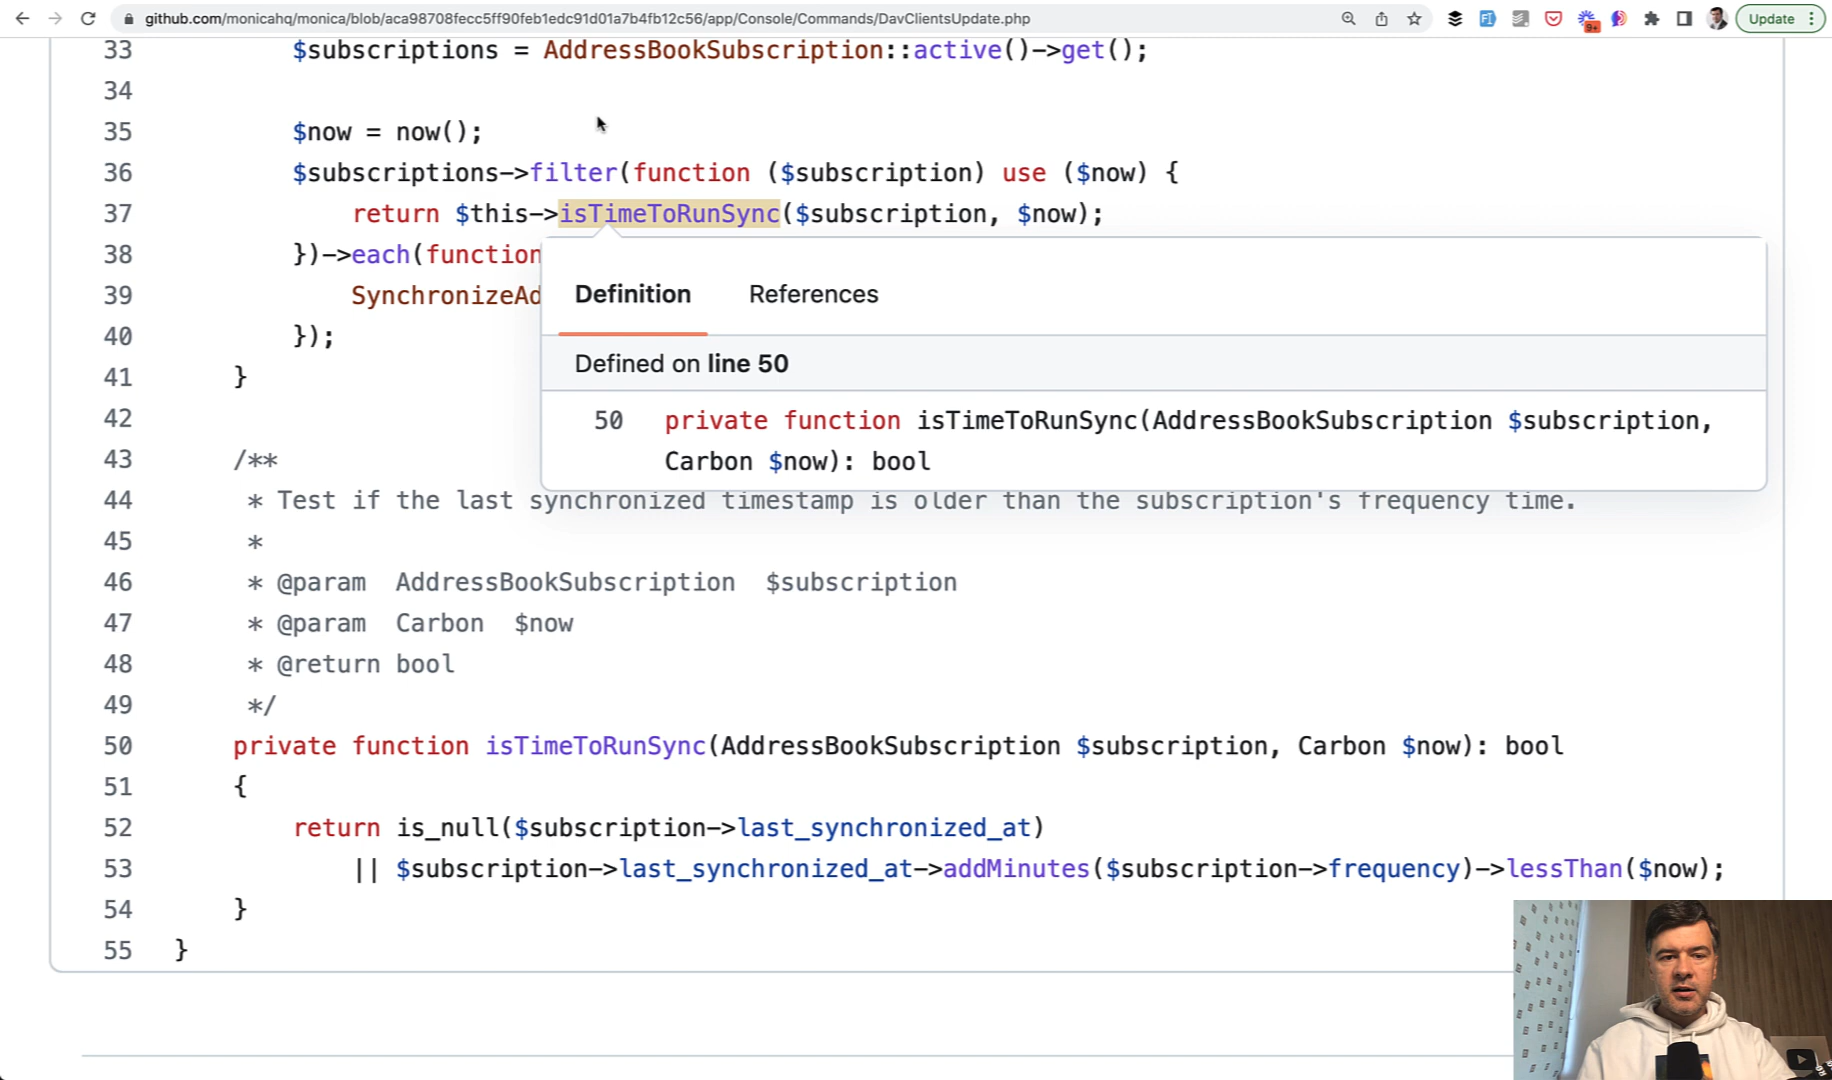 github.com/monicahq/monica/blob/aca98708fecc5ff90feb1edc91d01a7b4fb12c56/app/Console/Commands/DavClientsUpdate.php
9+
Update
33 $subscriptions = AddressBookSubscription::active()->get();
34
35 $now = now();
36 $subscriptions->filter(function ($subscription) use ($now) {
37 return $this->isTimeToRunSync($subscription, $now);
38 })->each(function
39 SynchronizeAd
40 });
41 }
Definition References
Defined on line 50
50 private function isTimeToRunSync(AddressBookSubscription $subscription,
Carbon $now): bool
42
43 /**
44 * Test if the last synchronized timestamp is older than the subscription's frequency time.
45 *
46 * @param AddressBookSubscription $subscription
47 * @param Carbon $now
48 * @return bool
49 */
50 private function isTimeToRunSync(AddressBookSubscription $subscription, Carbon $now): bool
51 {
52 return is_null($subscription->last_synchronized_at)
53 || $subscription->last_synchronized_at->addMinutes($subscription->frequency)->lessThan($now);
54 }
55 }